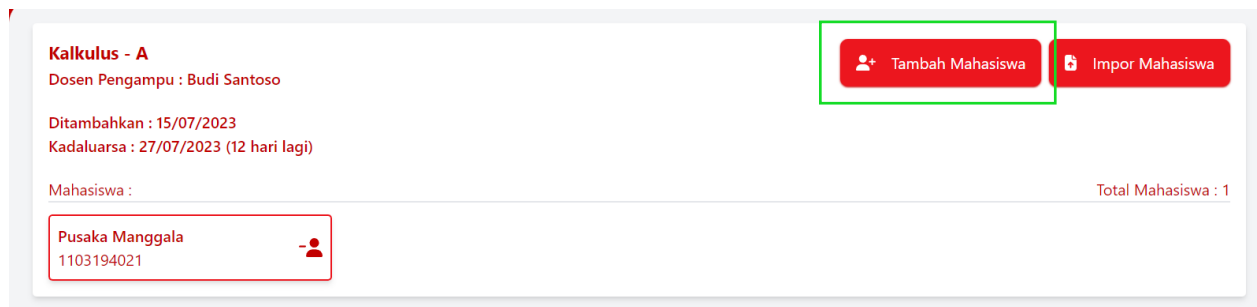 Kalkulus - A
Dosen Pengampu : Budi Santoso
Tambah Mahasiswa
Impor Mahasiswa
Ditambahkan : 15/07/2023
Kadaluarsa : 27/07/2023 (12 hari lagi)
Mahasiswa :
Total Mahasiswa : 1
Pusaka Manggala
1103194021